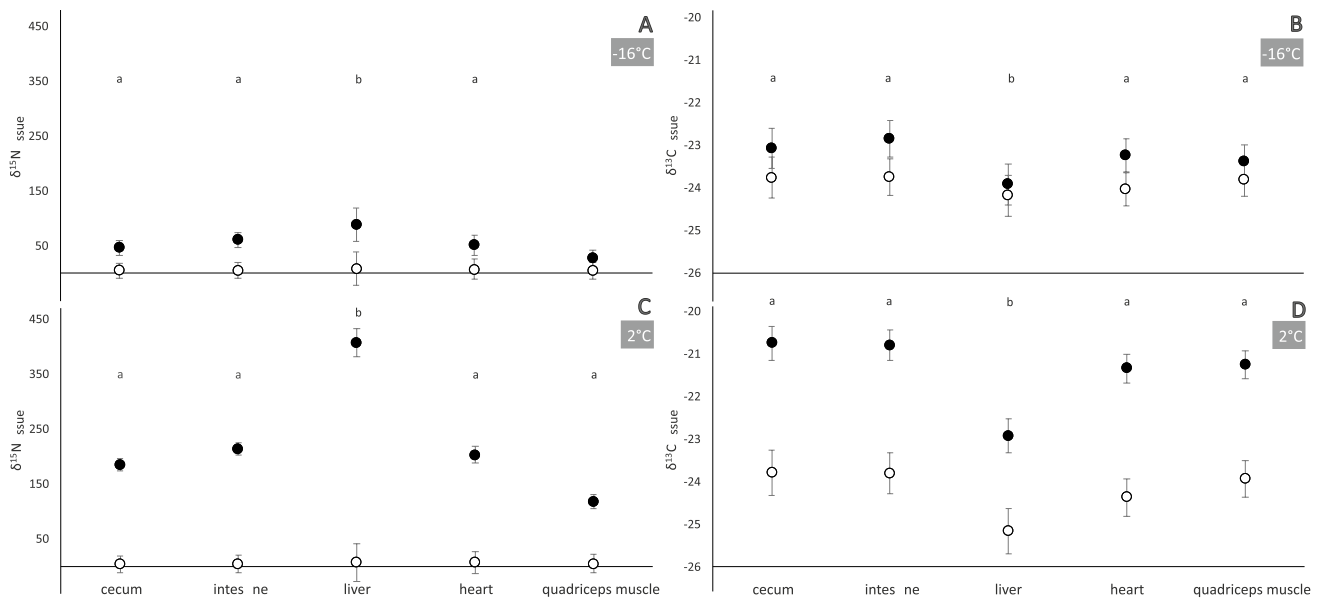 A
-16°C
450
350
250
150
50
δ15N ssue
a a b a
B
-16°C
-20
-21
-22
-23
-24
-25
-26
δ13C ssue
a a b a a
C
2°C
450
350
250
150
50
δ15N ssue
a a b a a
cecum intes ne liver heart quadriceps muscle
D
2°C
-20
-21
-22
-23
-24
-25
-26
δ13C ssue
a a b a a
cecum intes ne liver heart quadriceps muscle